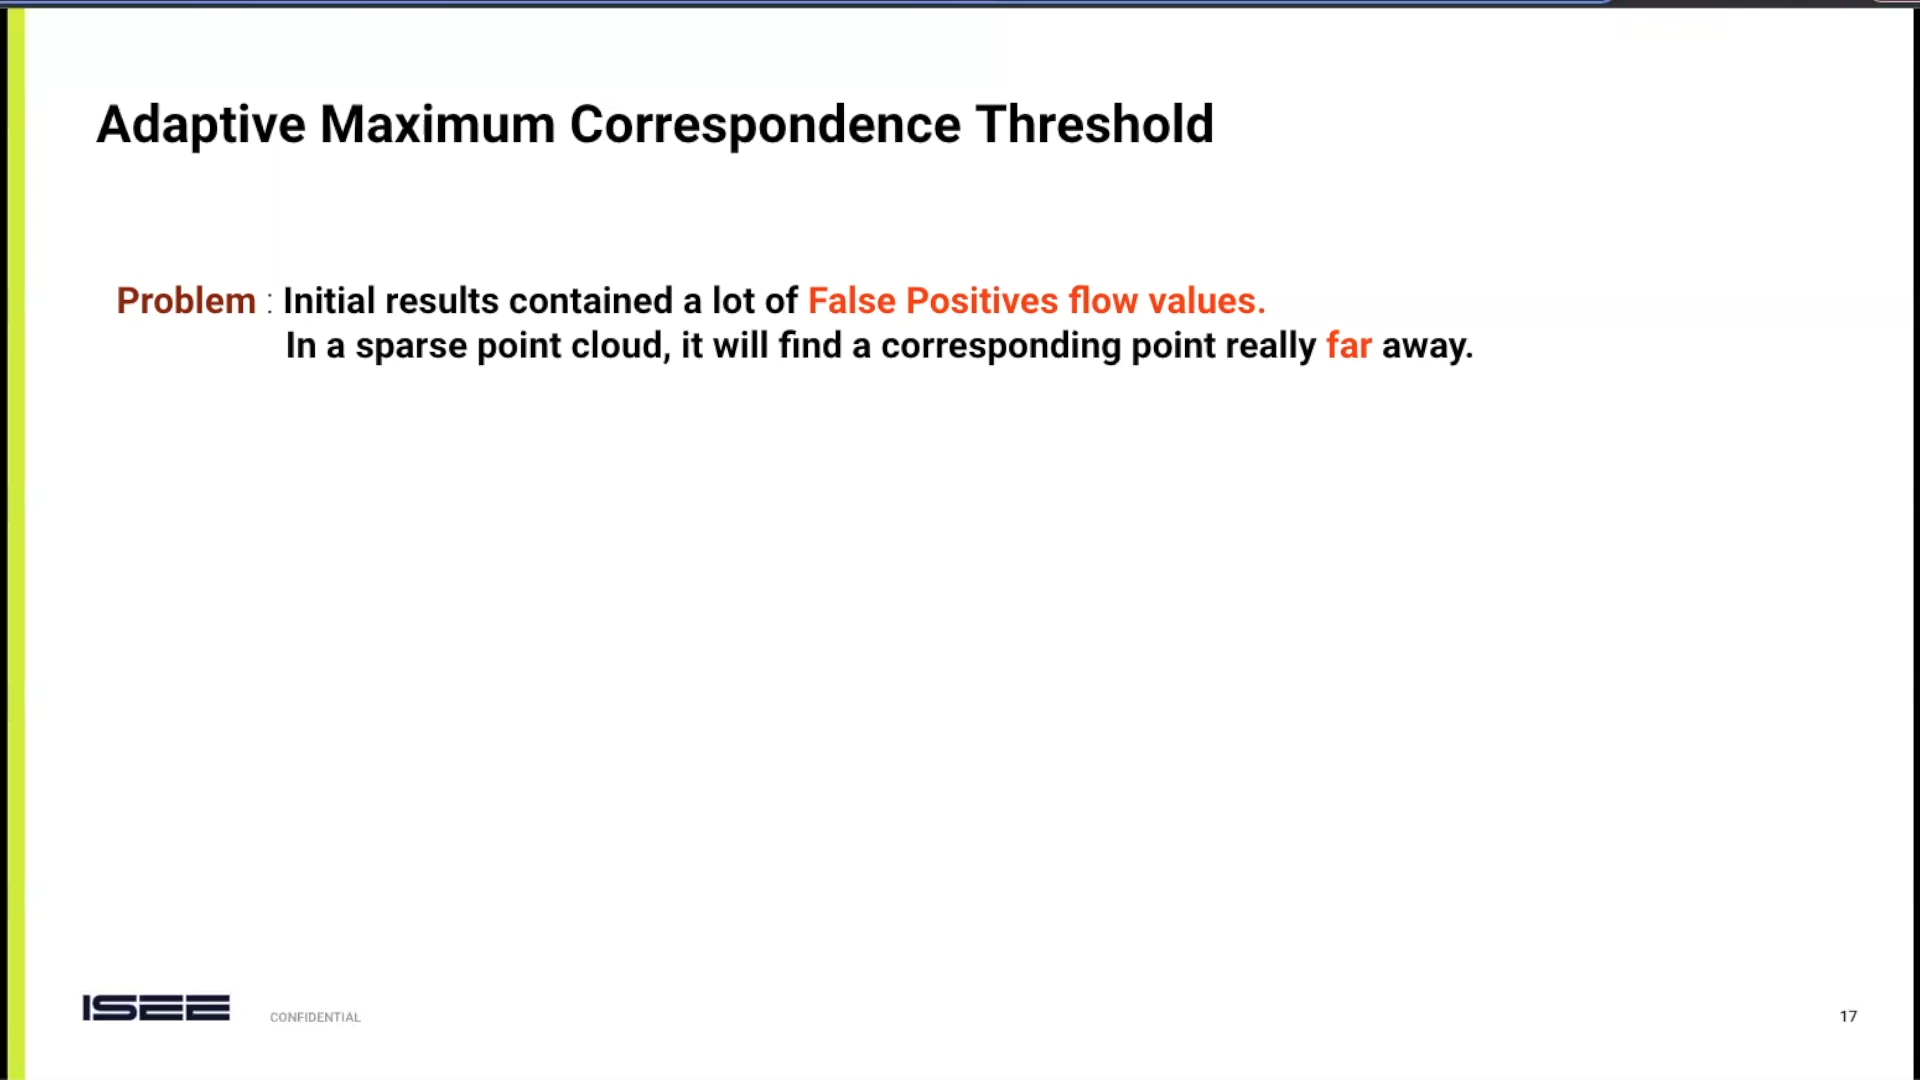 Adaptive Maximum Correspondence Threshold
Problem : Initial results contained a lot of False Positives flow values.
In a sparse point cloud, it will find a corresponding point really far away.
ISEE
CONFIDENTIAL
17